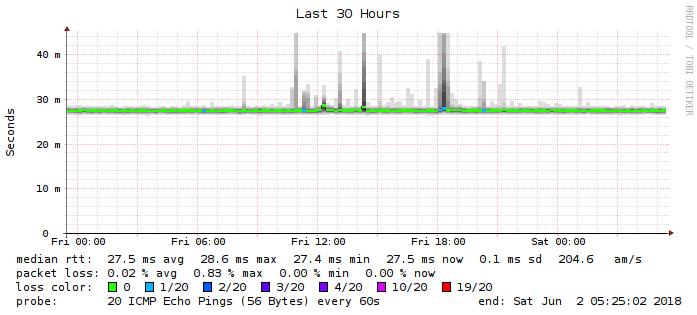 Last 30 Hours
RRDTOOL / TOBI OETIKER
Seconds
40 m
30 m
20 m
10 m
0
Fri 00:00 Fri 06:00 Fri 12:00 Fri 18:00 Sat 00:00
median rtt: 27.5 ms avg 28.6 ms max 27.4 ms min 27.5 ms now 0.1 ms sd 204.6 am/s
packet loss: 0.02 % avg 0.83 % max 0.00 % min 0.00 % now
loss color: 0 1/20 2/20 3/20 4/20 10/20 19/20
probe: 20 ICMP Echo Pings (56 Bytes) every 60s end: Sat Jun 2 05:25:02 2018